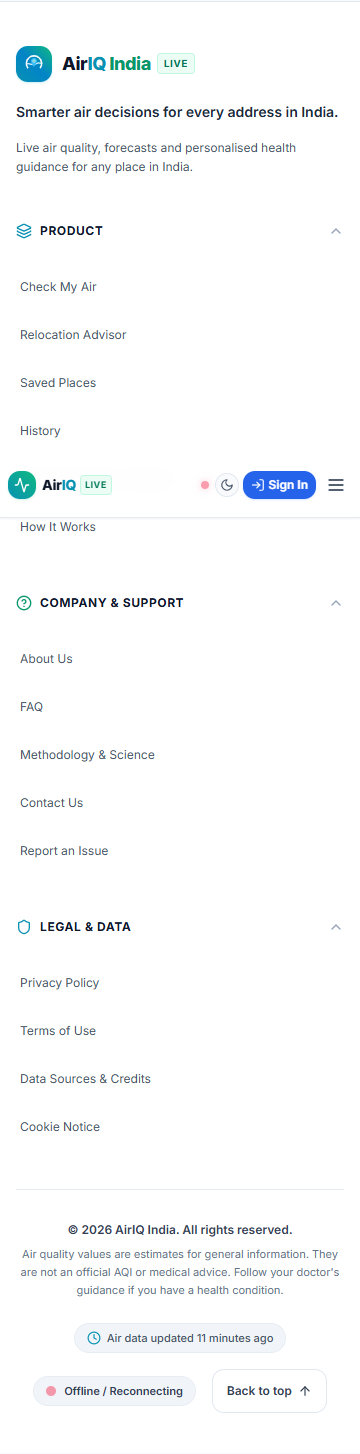 AirIQ India LIVE
Smarter air decisions for every address in India.
Live air quality, forecasts and personalised health
guidance for any place in India.
PRODUCT
Check My Air
Relocation Advisor
Saved Places
History
AirIQ LIVE Sign In
How It Works
COMPANY & SUPPORT
About Us
FAQ
Methodology & Science
Contact Us
Report an Issue
LEGAL & DATA
Privacy Policy
Terms of Use
Data Sources & Credits
Cookie Notice
© 2026 AirIQ India. All rights reserved.
Air quality values are estimates for general information. They
are not an official AQI or medical advice. Follow your doctor's
guidance if you have a health condition.
Air data updated 11 minutes ago
Offline / Reconnecting
Back to top